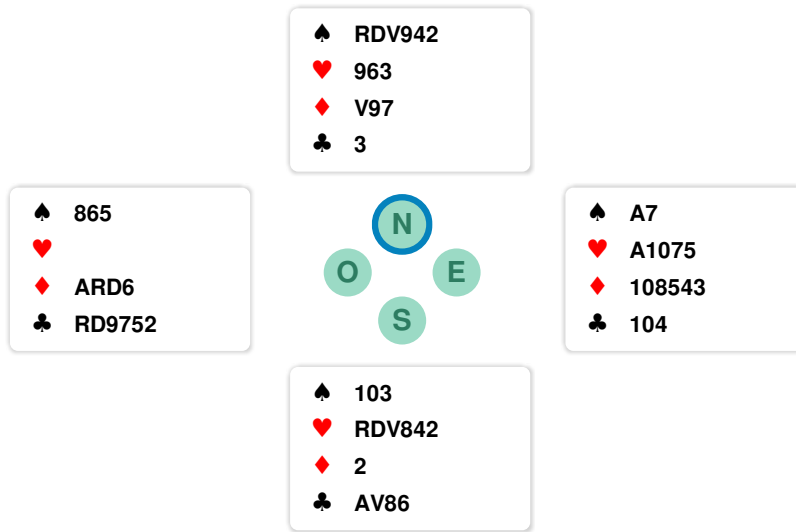 ♠ RDV942
♥ 963
♦ V97
♣ 3
♠ 865
♥
♦ ARD6
♣ RD9752
N
O E
S
♠ A7
♥ A1075
♦ 108543
♣ 104
♠ 103
♥ RDV842
♦ 2
♣ AV86